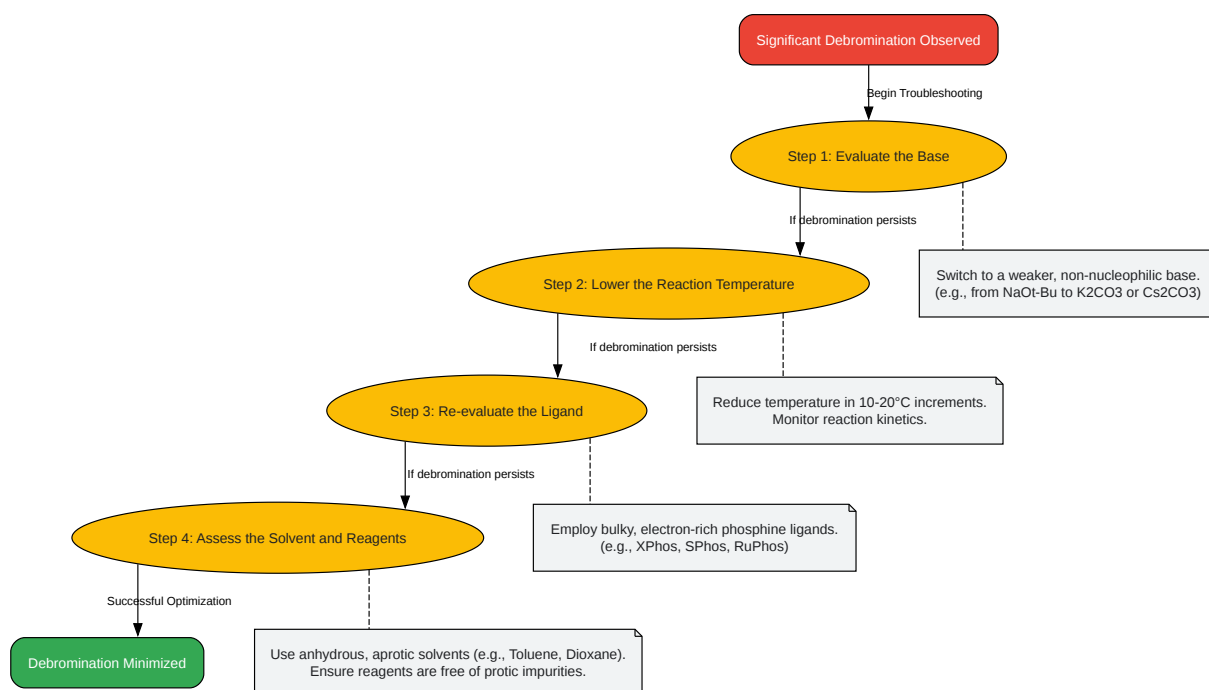 Significant Debromination Observed
Begin Troubleshooting
Step 1: Evaluate the Base
If debromination persists
Switch to a weaker, non-nucleophilic base.
(e.g., from NaOt-Bu to K2CO3 or Cs2CO3)
Step 2: Lower the Reaction Temperature
If debromination persists
Reduce temperature in 10-20°C increments.
Monitor reaction kinetics.
Step 3: Re-evaluate the Ligand
If debromination persists
Employ bulky, electron-rich phosphine ligands.
(e.g., XPhos, SPhos, RuPhos)
Step 4: Assess the Solvent and Reagents
Successful Optimization
Use anhydrous, aprotic solvents (e.g., Toluene, Dioxane).
Ensure reagents are free of protic impurities.
Debromination Minimized